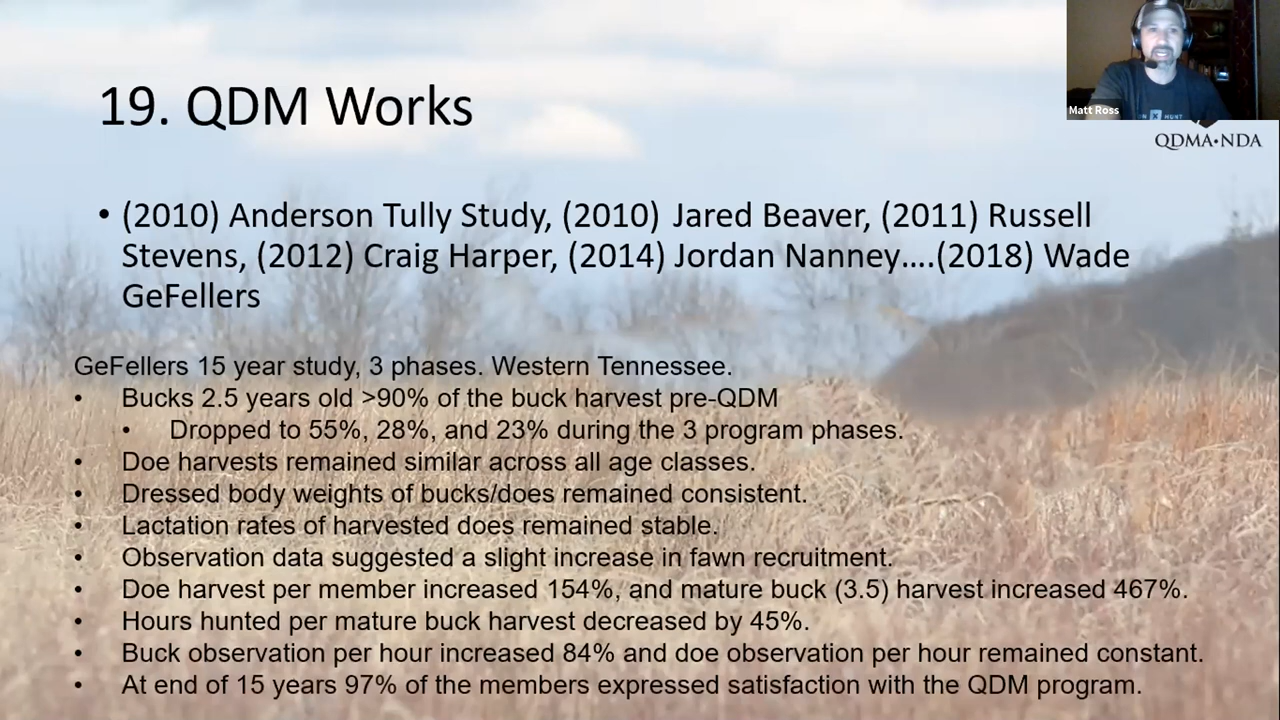 Matt Ross
QDMA•NDA
19. QDM Works
• (2010) Anderson Tully Study, (2010) Jared Beaver, (2011) Russell
Stevens, (2012) Craig Harper, (2014) Jordan Nanney….(2018) Wade
GeFellers
GeFellers 15 year study, 3 phases. Western Tennessee.
• Bucks 2.5 years old >90% of the buck harvest pre-QDM
• Dropped to 55%, 28%, and 23% during the 3 program phases.
• Doe harvests remained similar across all age classes.
• Dressed body weights of bucks/does remained consistent.
• Lactation rates of harvested does remained stable.
• Observation data suggested a slight increase in fawn recruitment.
• Doe harvest per member increased 154%, and mature buck (3.5) harvest increased 467%.
• Hours hunted per mature buck harvest decreased by 45%.
• Buck observation per hour increased 84% and doe observation per hour remained constant.
• At end of 15 years 97% of the members expressed satisfaction with the QDM program.